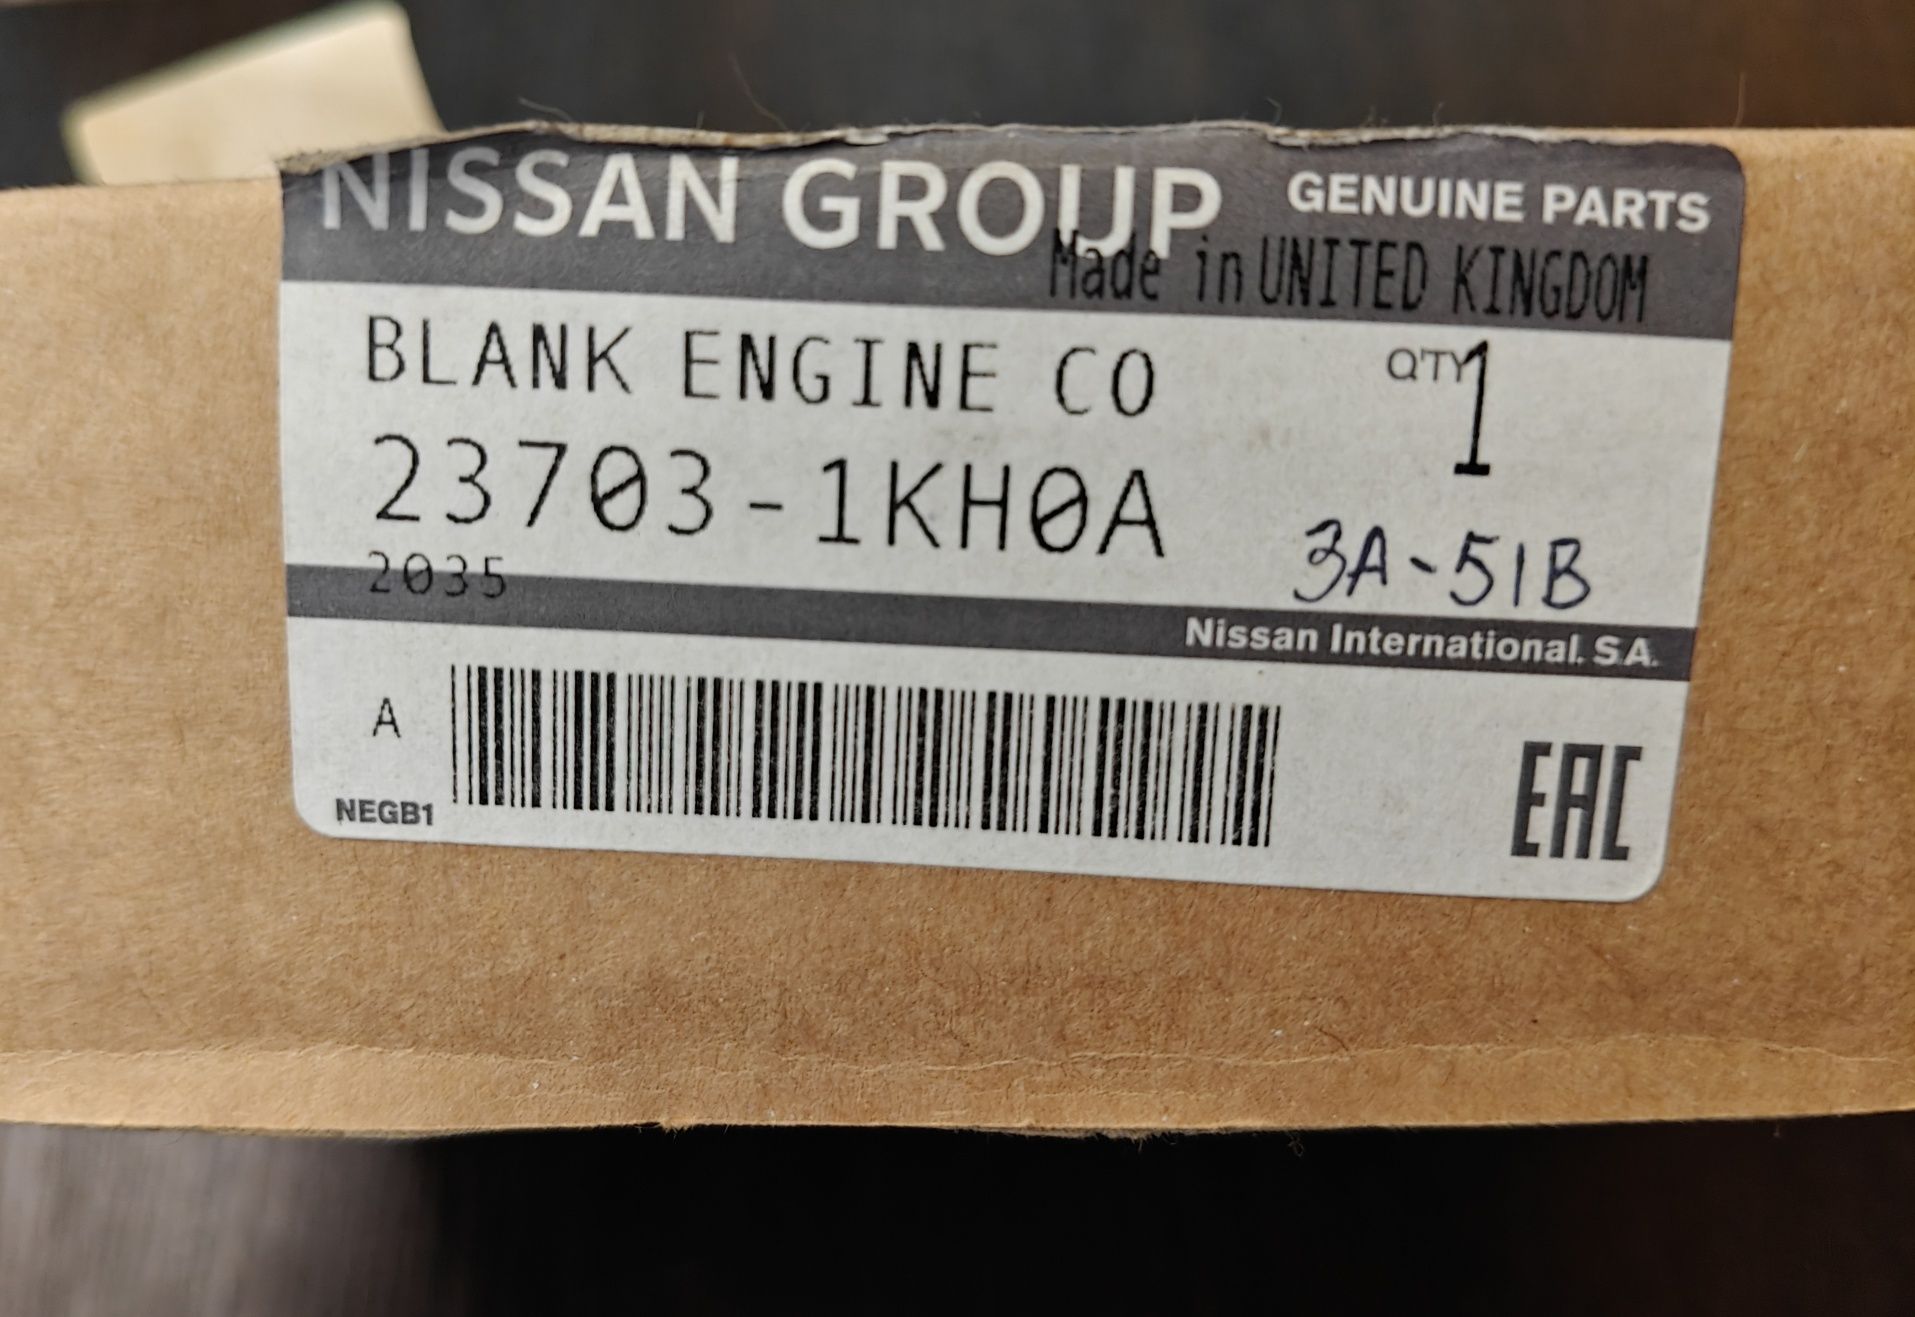 NISSAN GROUP GENUINE PARTS
Made in UNITED KINGDOM
BLANK ENGINE CO Q'TY 1
23703-1KH0A
3A-51B
2035
Nissan International. S.A.
A
NEGB1
EAC